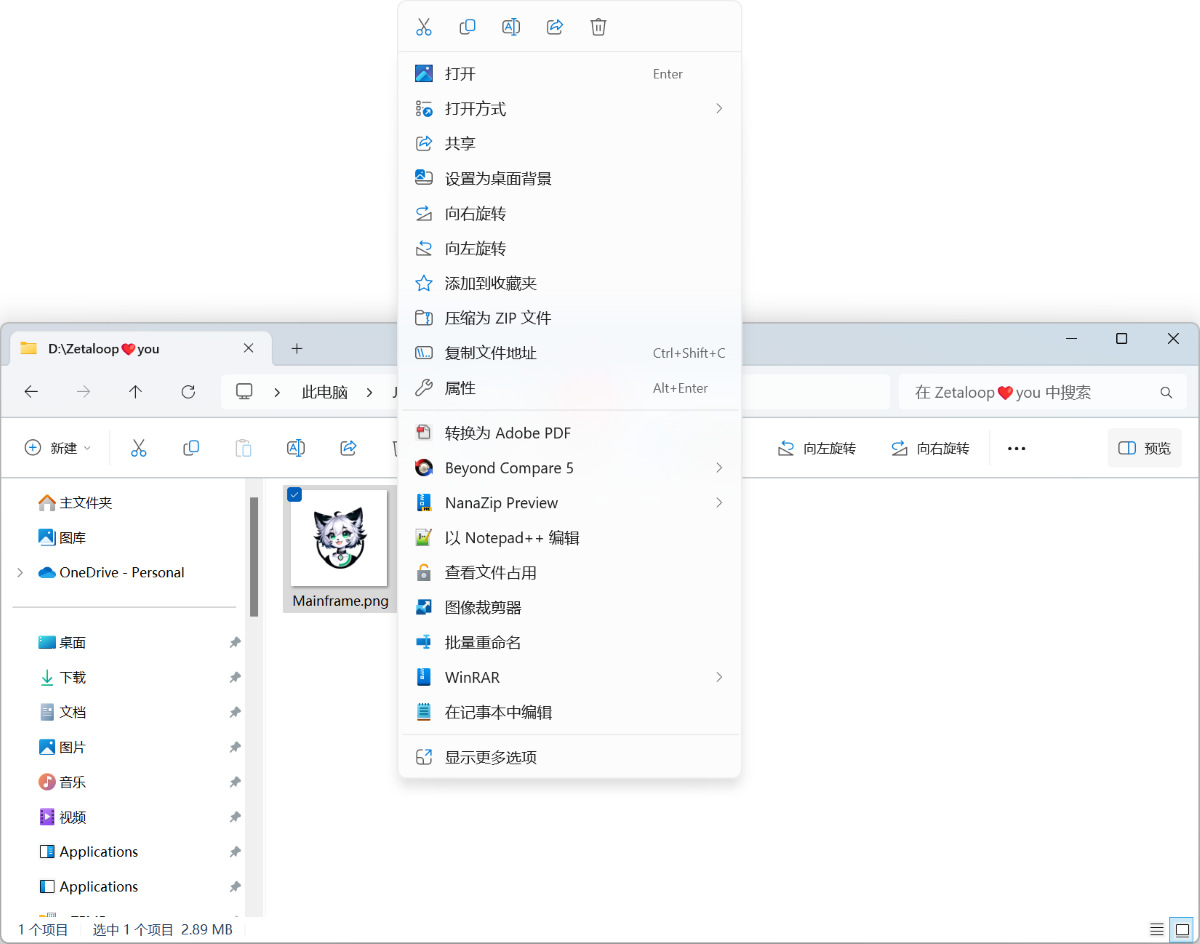 打开 Enter
打开方式
共享
设置为桌面背景
向右旋转
向左旋转
添加到收藏夹
压缩为 ZIP 文件
复制文件地址 Ctrl+Shift+C
属性 Alt+Enter
转换为 Adobe PDF
Beyond Compare 5
NanaZip Preview
以 Notepad++ 编辑
查看文件占用
图像裁剪器
批量重命名
WinRAR
在记事本中编辑
显示更多选项
D:\Zetaloop❤️you
此电脑
在 Zetaloop❤️you 中搜索
新建
向左旋转
向右旋转
预览
主文件夹
图库
OneDrive - Personal
桌面
下载
文档
图片
音乐
视频
Applications
Applications
Mainframe.png
1 个项目
选中 1 个项目 2.89 MB